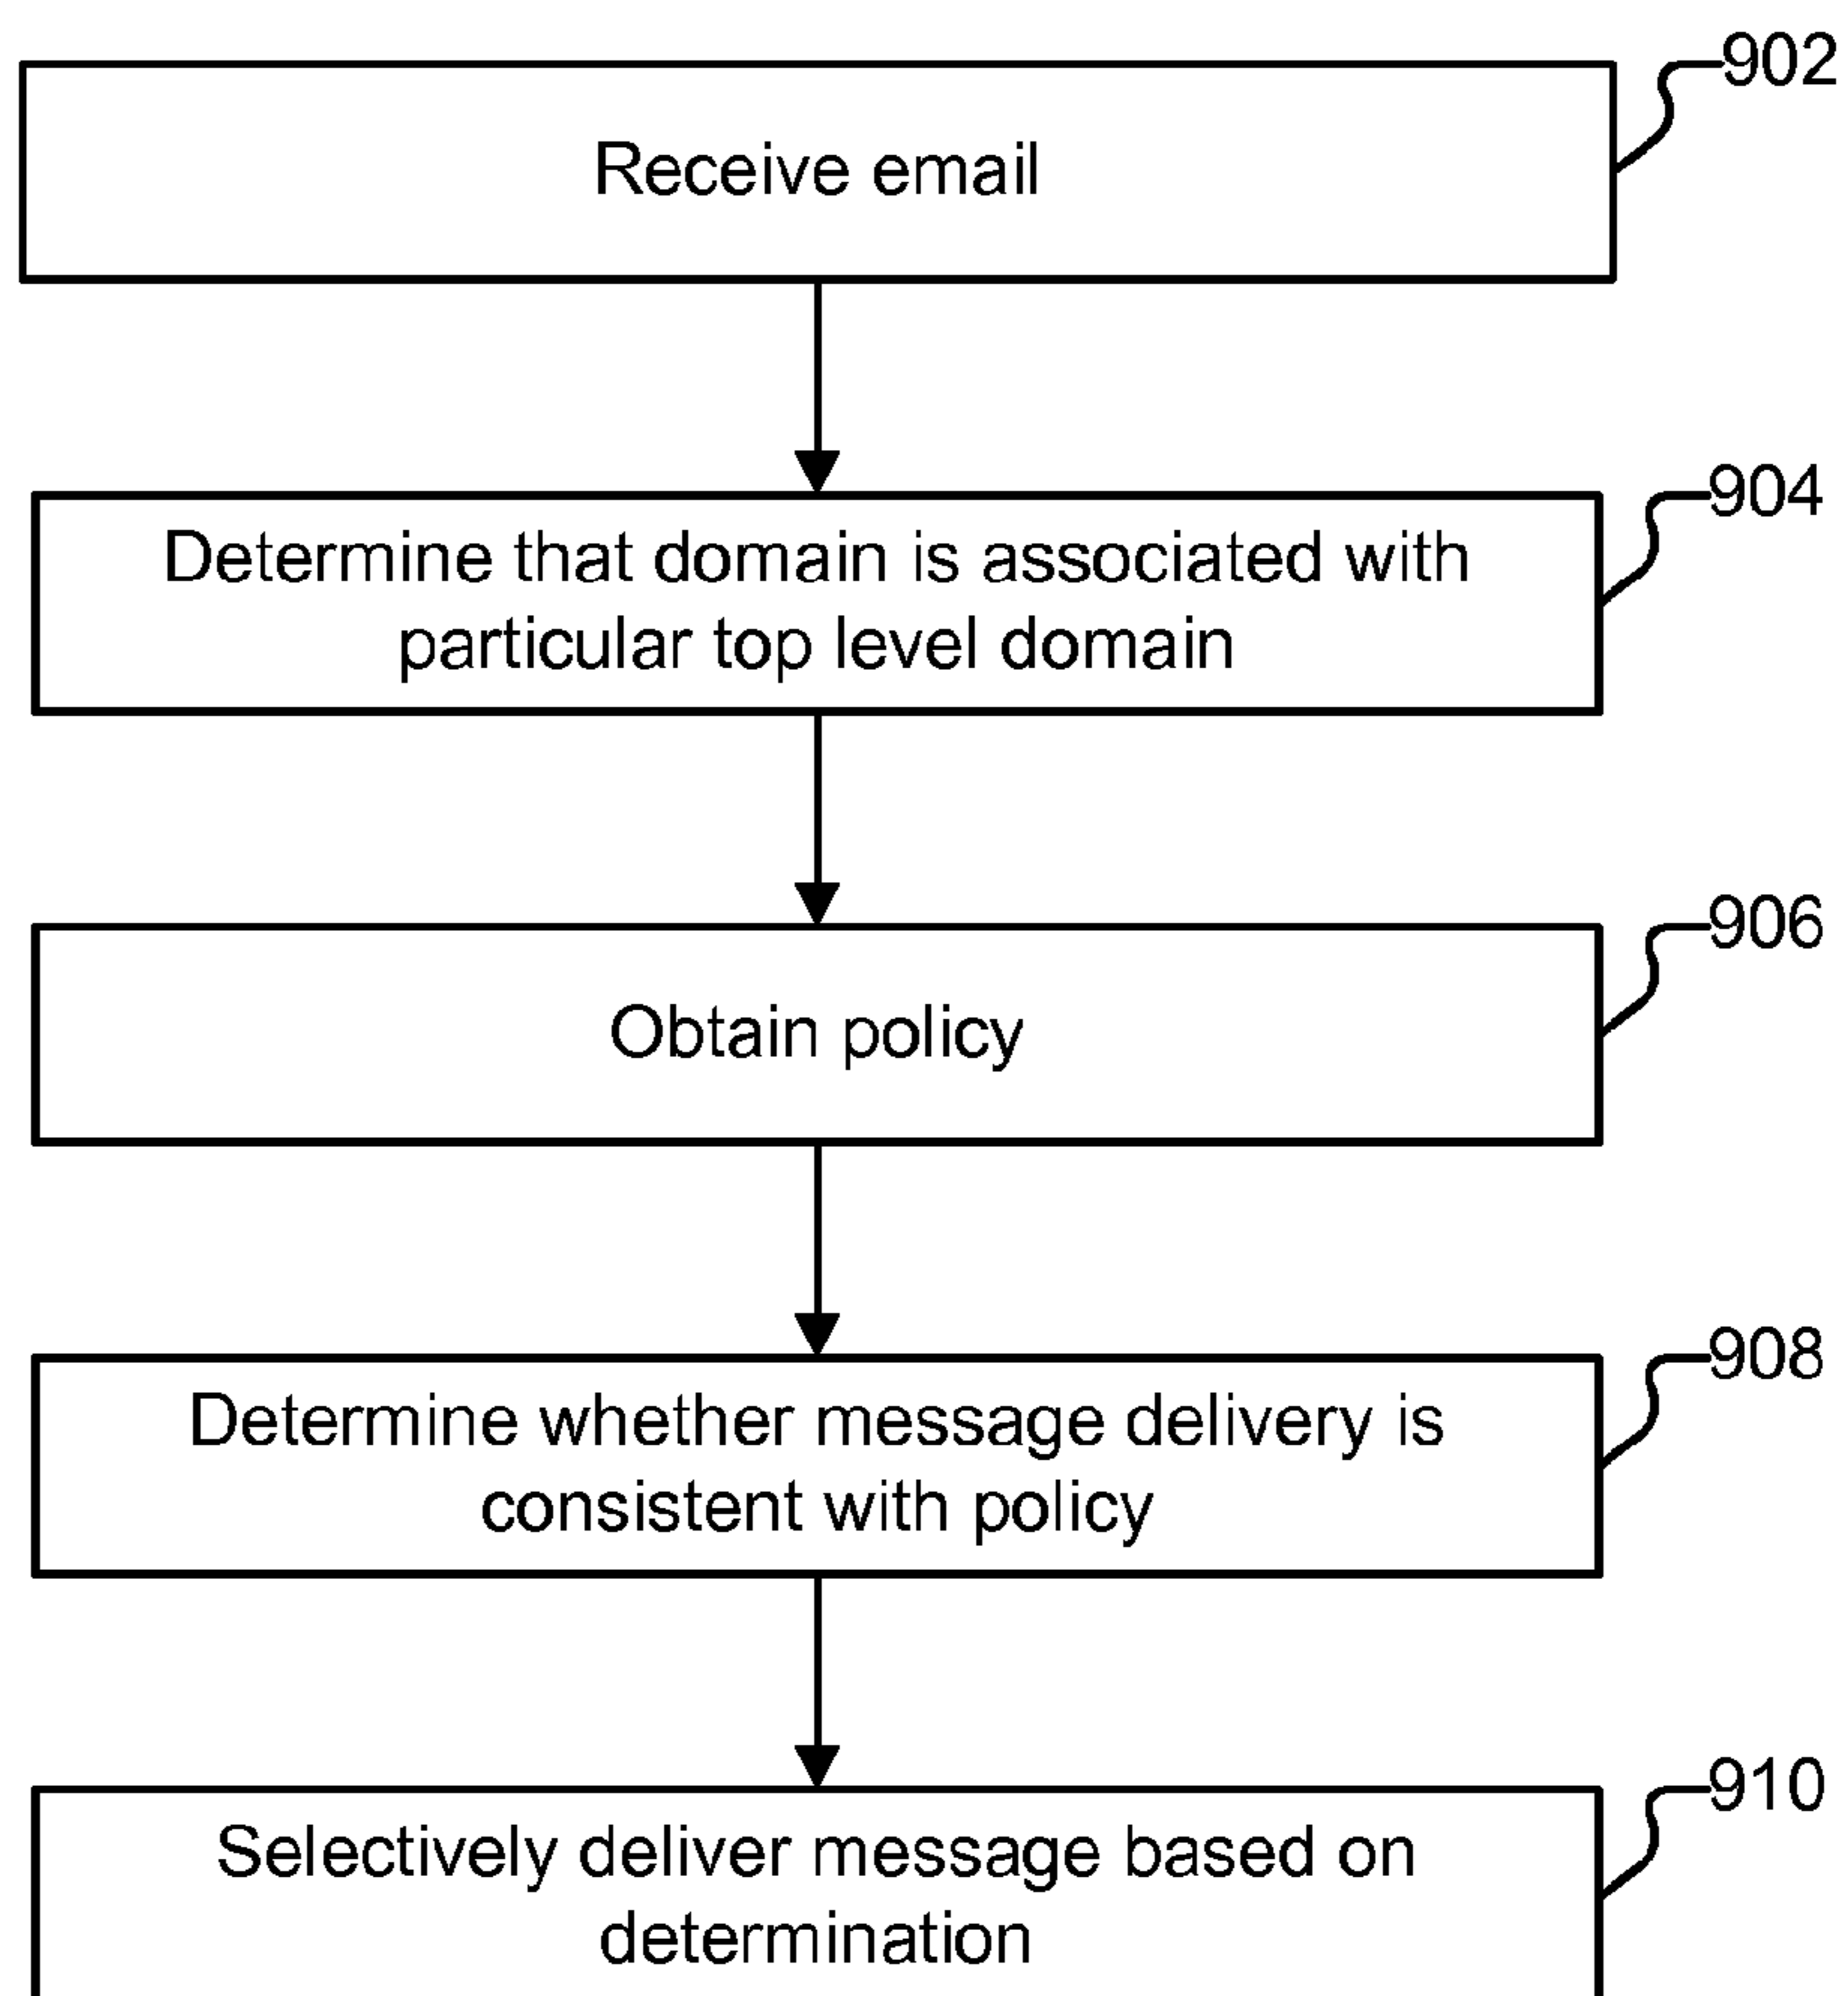 902
Receive email
904
Determine that domain is associated with
particular top level domain
906
Obtain policy
908
Determine whether message delivery is
consistent with policy
910
Selectively deliver message based on
determination